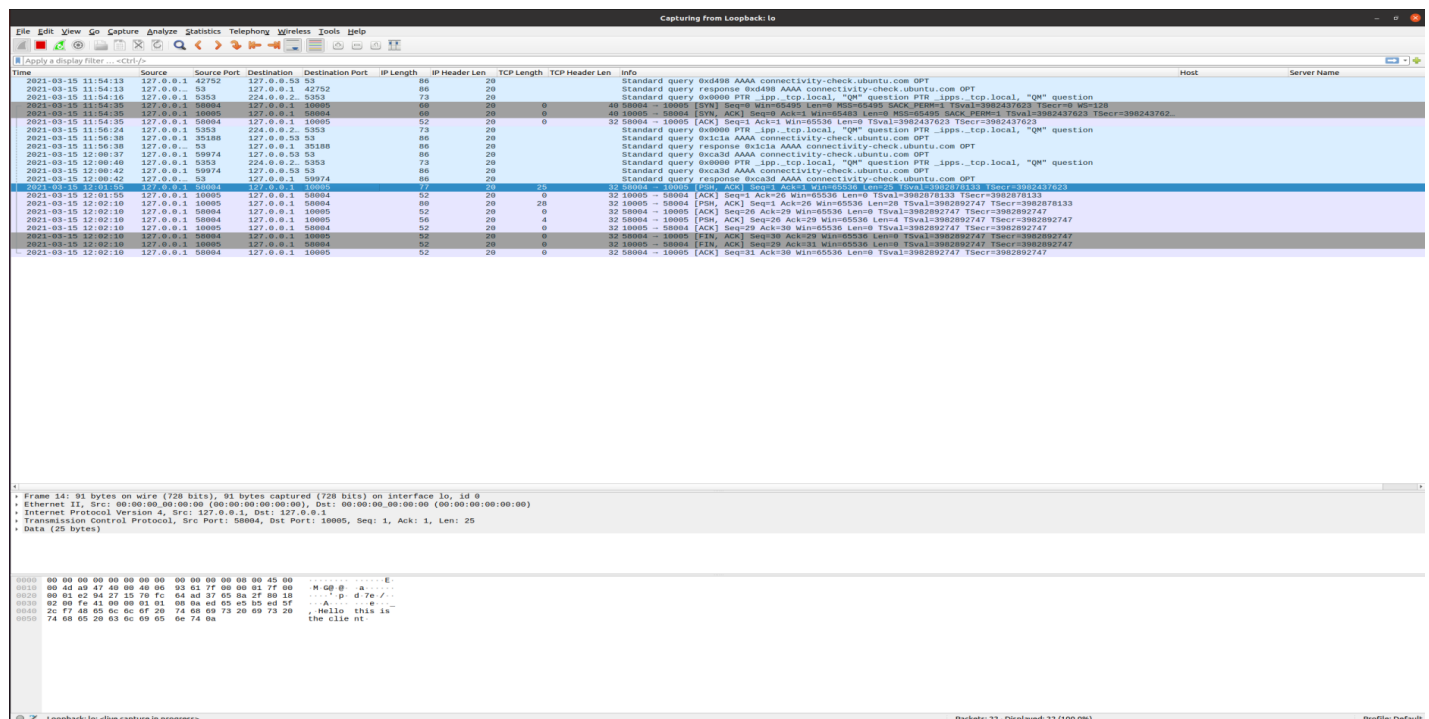 Capturing from Loopback: lo
File Edit View Go Capture Analyze Statistics Telephony Wireless Tools Help
Apply a display filter ... <Ctrl-/>
Time Source Source Port Destination Destination Port IP Length IP Header Len TCP Length TCP Header Len Info Host Server Name
2021-03-15 11:54:13 127.0.0.1 42752 127.0.0.53 53 86 20 Standard query 0xd498 AAAA connectivity-check.ubuntu.com OPT
2021-03-15 11:54:13 127.0.0.… 53 127.0.0.1 42752 86 20 Standard query response 0xd498 AAAA connectivity-check.ubuntu.com OPT
2021-03-15 11:54:16 127.0.0.1 5353 224.0.0.2… 5353 73 20 Standard query 0x0000 PTR _ipp._tcp.local, "QM" question PTR _ipps._tcp.local, "QM" question
2021-03-15 11:54:35 127.0.0.1 58004 127.0.0.1 10005 60 20 0 40 58004 → 10005 [SYN] Seq=0 Win=65495 Len=0 MSS=65495 SACK_PERM=1 TSval=3982437623 TSecr=0 WS=128
2021-03-15 11:54:35 127.0.0.1 10005 127.0.0.1 58004 60 20 0 40 10005 → 58004 [SYN, ACK] Seq=0 Ack=1 Win=65483 Len=0 MSS=65495 SACK_PERM=1 TSval=3982437623 TSecr=398243762…
2021-03-15 11:54:35 127.0.0.1 58004 127.0.0.1 10005 52 20 0 32 58004 → 10005 [ACK] Seq=1 Ack=1 Win=65536 Len=0 TSval=3982437623 TSecr=3982437623
2021-03-15 11:56:24 127.0.0.1 5353 224.0.0.2… 5353 73 20 Standard query 0x0000 PTR _ipp._tcp.local, "QM" question PTR _ipps._tcp.local, "QM" question
2021-03-15 11:56:38 127.0.0.1 35188 127.0.0.53 53 86 20 Standard query 0x1c1a AAAA connectivity-check.ubuntu.com OPT
2021-03-15 11:56:38 127.0.0.… 53 127.0.0.1 35188 86 20 Standard query response 0x1c1a AAAA connectivity-check.ubuntu.com OPT
2021-03-15 12:00:37 127.0.0.1 59974 127.0.0.53 53 86 20 Standard query 0xca3d AAAA connectivity-check.ubuntu.com OPT
2021-03-15 12:00:40 127.0.0.1 5353 224.0.0.2… 5353 73 20 Standard query 0x0000 PTR _ipp._tcp.local, "QM" question PTR _ipps._tcp.local, "QM" question
2021-03-15 12:00:42 127.0.0.1 59974 127.0.0.53 53 86 20 Standard query 0xca3d AAAA connectivity-check.ubuntu.com OPT
2021-03-15 12:00:42 127.0.0.… 53 127.0.0.1 59974 86 20 Standard query response 0xca3d AAAA connectivity-check.ubuntu.com OPT
2021-03-15 12:01:55 127.0.0.1 58004 127.0.0.1 10005 77 20 25 32 58004 → 10005 [PSH, ACK] Seq=1 Ack=1 Win=65536 Len=25 TSval=3982878133 TSecr=3982437623
2021-03-15 12:01:55 127.0.0.1 10005 127.0.0.1 58004 52 20 0 32 10005 → 58004 [ACK] Seq=1 Ack=26 Win=65536 Len=0 TSval=3982878133 TSecr=3982878133
2021-03-15 12:02:10 127.0.0.1 10005 127.0.0.1 58004 80 20 28 32 10005 → 58004 [PSH, ACK] Seq=1 Ack=26 Win=65536 Len=28 TSval=3982892747 TSecr=3982878133
2021-03-15 12:02:10 127.0.0.1 58004 127.0.0.1 10005 52 20 0 32 58004 → 10005 [ACK] Seq=26 Ack=29 Win=65536 Len=0 TSval=3982892747 TSecr=3982892747
2021-03-15 12:02:10 127.0.0.1 58004 127.0.0.1 10005 56 20 4 32 58004 → 10005 [PSH, ACK] Seq=26 Ack=29 Win=65536 Len=4 TSval=3982892747 TSecr=3982892747
2021-03-15 12:02:10 127.0.0.1 10005 127.0.0.1 58004 52 20 0 32 10005 → 58004 [ACK] Seq=29 Ack=30 Win=65536 Len=0 TSval=3982892747 TSecr=3982892747
2021-03-15 12:02:10 127.0.0.1 58004 127.0.0.1 10005 52 20 0 32 58004 → 10005 [FIN, ACK] Seq=30 Ack=29 Win=65536 Len=0 TSval=3982892747 TSecr=3982892747
2021-03-15 12:02:10 127.0.0.1 10005 127.0.0.1 58004 52 20 0 32 10005 → 58004 [FIN, ACK] Seq=29 Ack=31 Win=65536 Len=0 TSval=3982892747 TSecr=3982892747
2021-03-15 12:02:10 127.0.0.1 58004 127.0.0.1 10005 52 20 0 32 58004 → 10005 [ACK] Seq=31 Ack=30 Win=65536 Len=0 TSval=3982892747 TSecr=3982892747
Frame 14: 91 bytes on wire (728 bits), 91 bytes captured (728 bits) on interface lo, id 0
Ethernet II, Src: 00:00:00_00:00:00 (00:00:00:00:00:00), Dst: 00:00:00_00:00:00 (00:00:00:00:00:00)
Internet Protocol Version 4, Src: 127.0.0.1, Dst: 127.0.0.1
Transmission Control Protocol, Src Port: 58004, Dst Port: 10005, Seq: 1, Ack: 1, Len: 25
Data (25 bytes)
0000 00 00 00 00 00 00 00 00 00 00 00 00 08 00 45 00 ········ ······E·
0010 00 4d a9 47 40 00 40 06 93 61 7f 00 00 01 7f 00 ·M·G@·@· ·a······
0020 00 01 e2 94 27 15 70 fc 64 ad 37 65 8a 2f 80 18 ····'·p· d·7e·/··
0030 02 00 fe 41 00 00 01 01 08 0a ed 65 e5 b5 ed 5f ···A···· ···e···_
0040 2c f7 48 65 6c 6c 6f 20 74 68 69 73 20 69 73 20 ,·Hello this is
0050 74 68 65 20 63 6c 69 65 6e 74 0a the clie nt·
Loopback: lo: <live capture in progress> Packets: 22 · Displayed: 22 (100.0%) Profile: Default